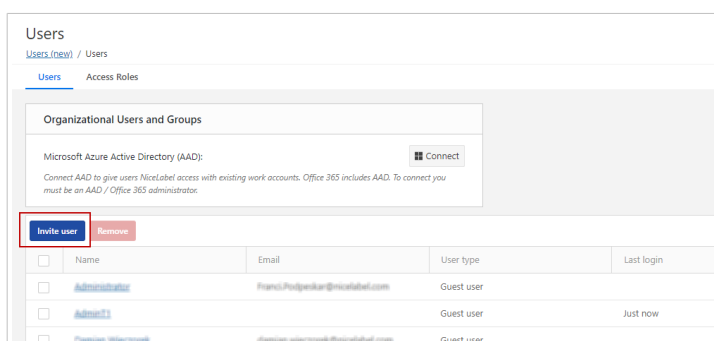 Users
Users (new) / Users
Users Access Roles
Organizational Users and Groups
Microsoft Azure Active Directory (AAD): Connect
Connect AAD to give users NiceLabel access with existing work accounts. Office 365 includes AAD. To connect you
must be an AAD / Office 365 administrator.
Invite user Remove
Name Email User type Last login
Administrator Franci.Podpeskar@nicelabel.com Guest user
AdminT1 Guest user Just now
Guest user